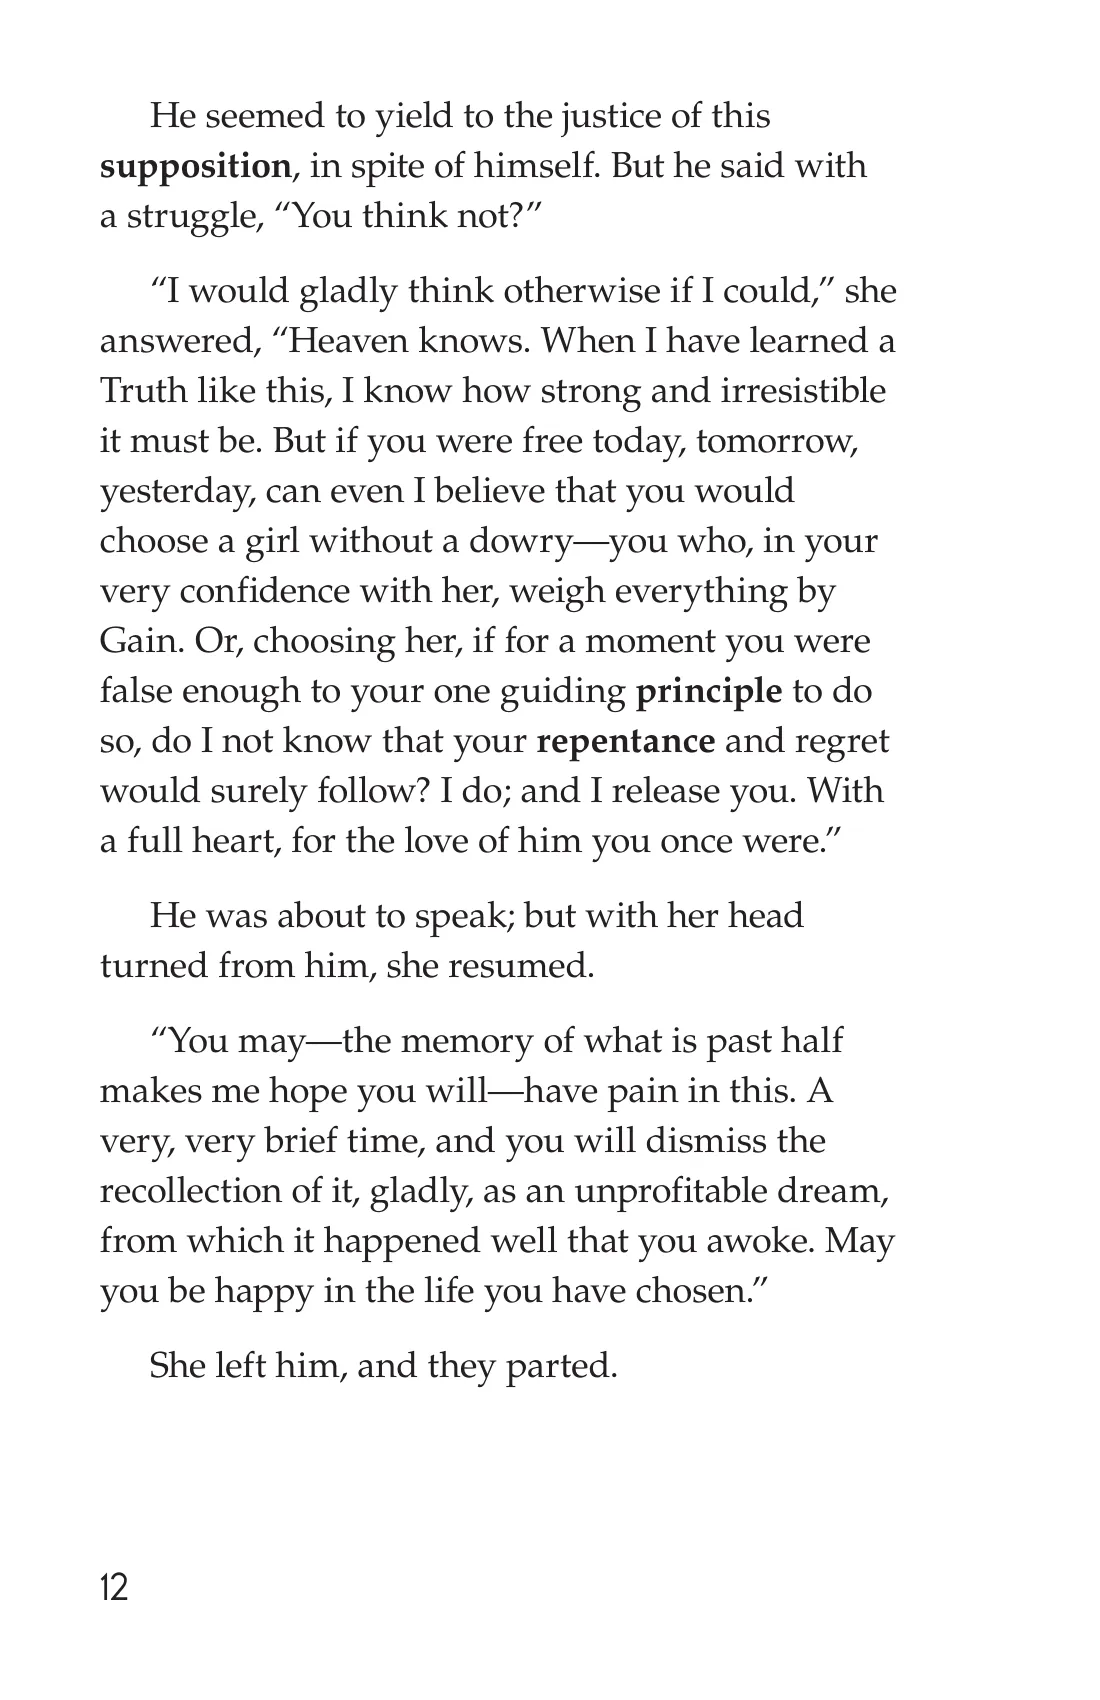 He seemed to yield to the justice of this
supposition, in spite of himself. But he said with
a struggle, “You think not?”
“I would gladly think otherwise if I could,” she
answered, “Heaven knows. When I have learned a
Truth like this, I know how strong and irresistible
it must be. But if you were free today, tomorrow,
yesterday, can even I believe that you would
choose a girl without a dowry—you who, in your
very confidence with her, weigh everything by
Gain. Or, choosing her, if for a moment you were
false enough to your one guiding principle to do
so, do I not know that your repentance and regret
would surely follow? I do; and I release you. With
a full heart, for the love of him you once were.”
He was about to speak; but with her head
turned from him, she resumed.
“You may—the memory of what is past half
makes me hope you will—have pain in this. A
very, very brief time, and you will dismiss the
recollection of it, gladly, as an unprofitable dream,
from which it happened well that you awoke. May
you be happy in the life you have chosen.”
She left him, and they parted.
12